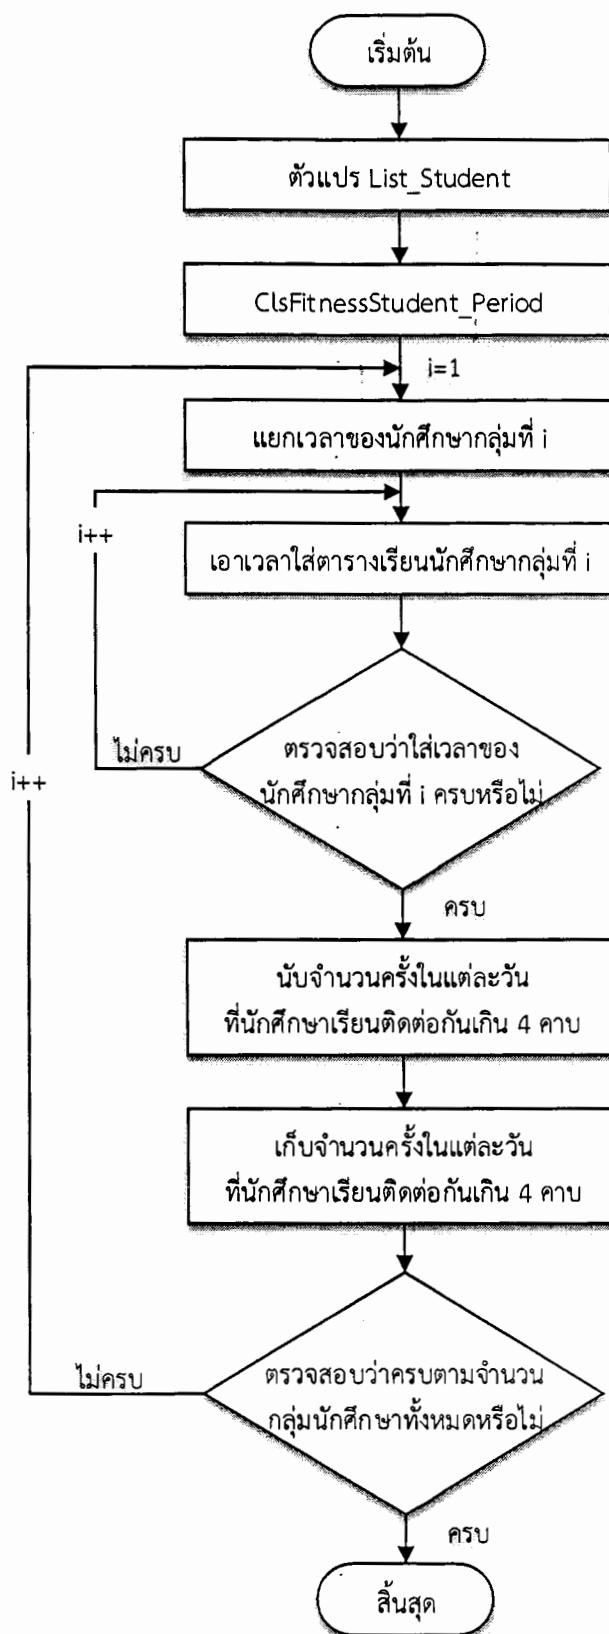 เริ่มต้น
ตัวแปร List_Student
ClsFitnessStudent_Period
i=1
แยกเวลาของนักศึกษากลุ่มที่ i
i++
เอาเวลาใส่ตารางเรียนนักศึกษากลุ่มที่ i
ไม่ครบ
ตรวจสอบว่าใส่เวลาของ
นักศึกษากลุ่มที่ i ครบหรือไม่
i++
ครบ
นับจำนวนครั้งในแต่ละวัน
ที่นักศึกษาเรียนติดต่อกันเกิน 4 คาบ
เก็บจำนวนครั้งในแต่ละวัน
ที่นักศึกษาเรียนติดต่อกันเกิน 4 คาบ
ไม่ครบ
ตรวจสอบว่าครบตามจำนวน
กลุ่มนักศึกษาทั้งหมดหรือไม่
ครบ
สิ้นสุด